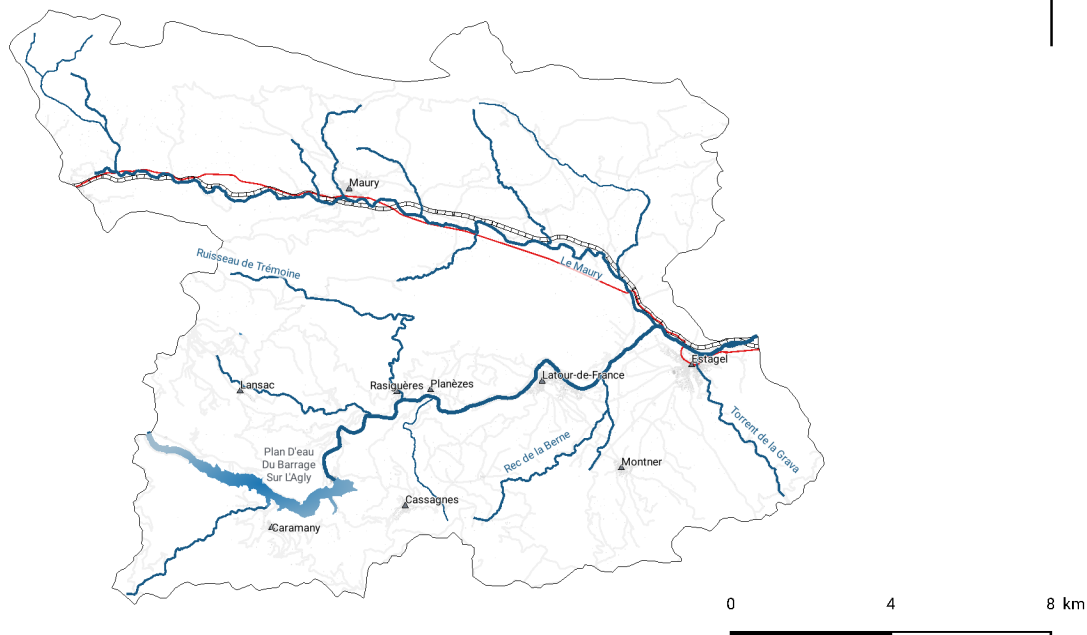 Maury
Ruisseau de Trémoine
Le Maury
Estagel
Latour-de-France
Rasiguères
Planèzes
Lansac
Torrent de la Grava
Rec de la Berne
Plan D'eau
Du Barrage
Sur L'Agly
Montner
Cassagnes
Caramany
0 4 8 km